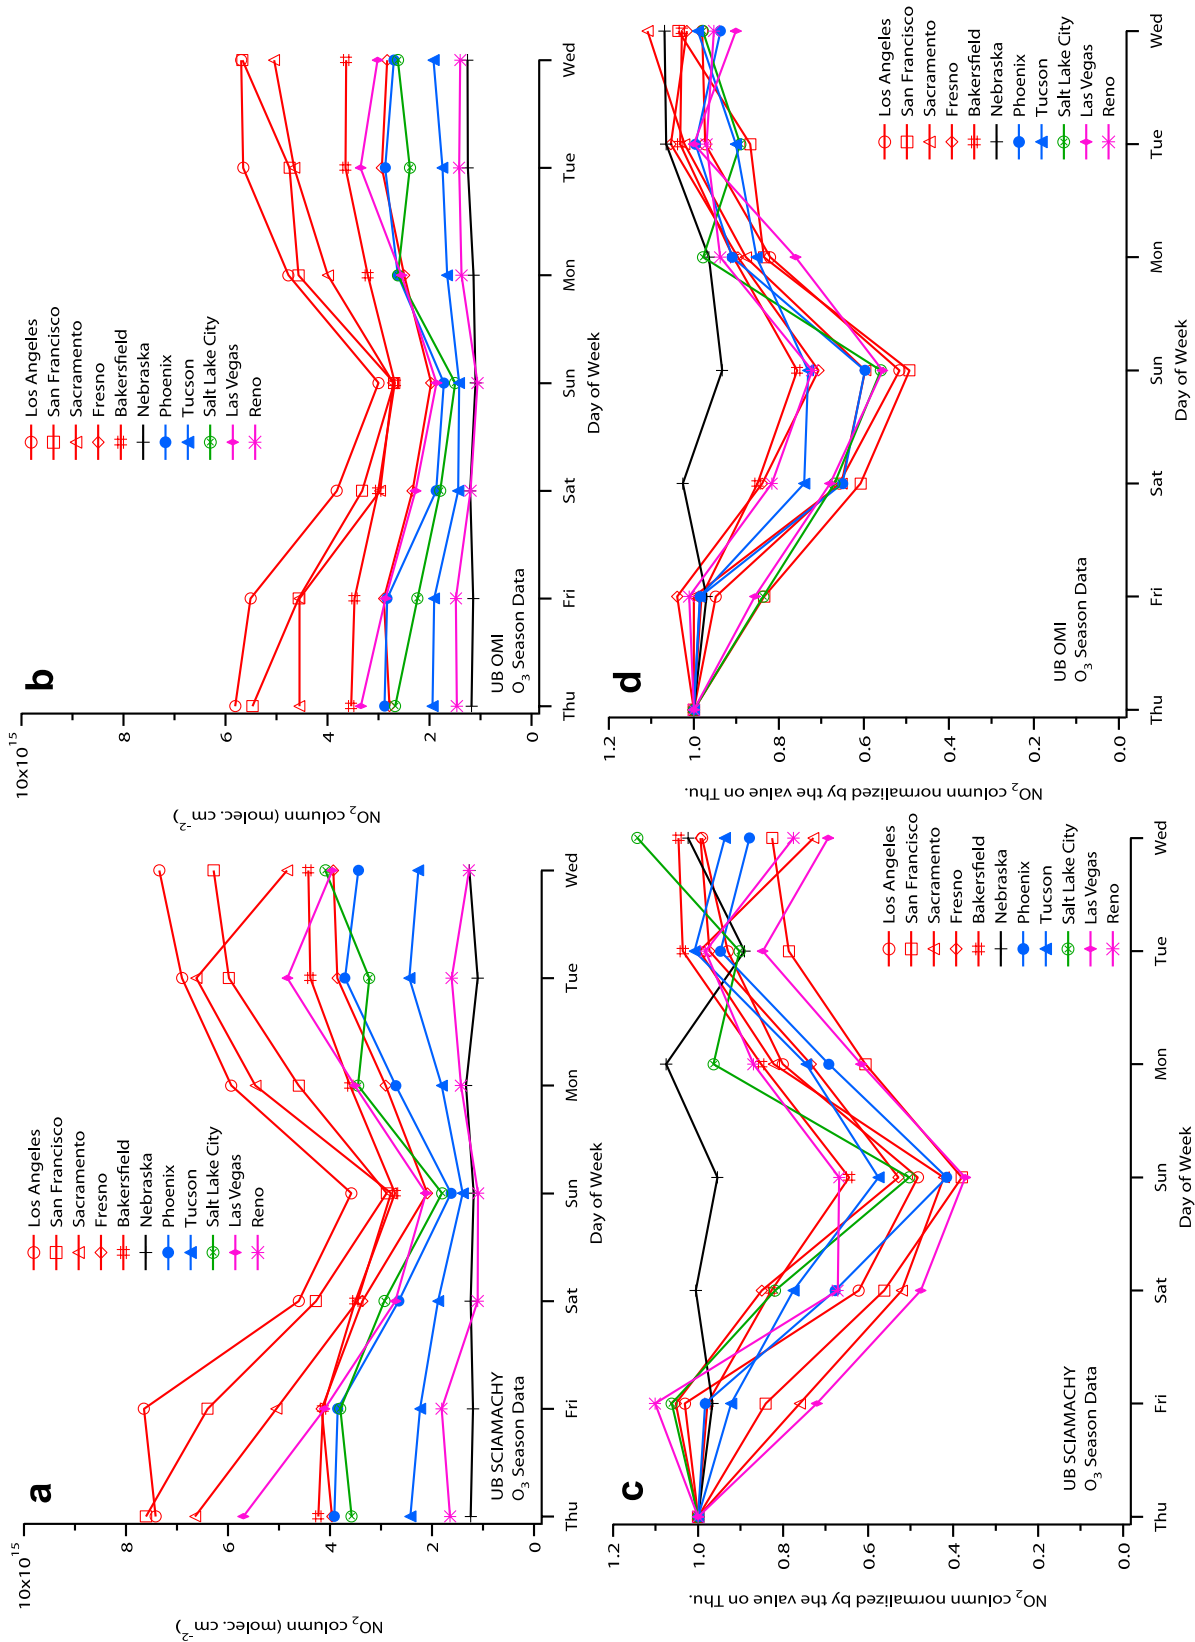 a
10x10¹⁵
8
6
4
2
0
NO₂ column (molec. cm⁻²)
Los Angeles
San Francisco
Sacramento
Fresno
Bakersfield
Nebraska
Phoenix
Tucson
Salt Lake City
Las Vegas
Reno
UB SCIAMACHY
O₃ Season Data
Thu Fri Sat Sun Mon Tue Wed
Day of Week
b
10x10¹⁵
8
6
4
2
0
NO₂ column (molec. cm⁻²)
Los Angeles
San Francisco
Sacramento
Fresno
Bakersfield
Nebraska
Phoenix
Tucson
Salt Lake City
Las Vegas
Reno
UB OMI
O₃ Season Data
Thu Fri Sat Sun Mon Tue Wed
Day of Week
c
1.2
1.0
0.8
0.6
0.4
0.2
0.0
NO₂ column normalized by the value on Thu.
UB SCIAMACHY
O₃ Season Data
Los Angeles
San Francisco
Sacramento
Fresno
Bakersfield
Nebraska
Phoenix
Tucson
Salt Lake City
Las Vegas
Reno
Thu Fri Sat Sun Mon Tue Wed
Day of Week
d
1.2
1.0
0.8
0.6
0.4
0.2
0.0
NO₂ column normalized by the value on Thu.
UB OMI
O₃ Season Data
Los Angeles
San Francisco
Sacramento
Fresno
Bakersfield
Nebraska
Phoenix
Tucson
Salt Lake City
Las Vegas
Reno
Thu Fri Sat Sun Mon Tue Wed
Day of Week